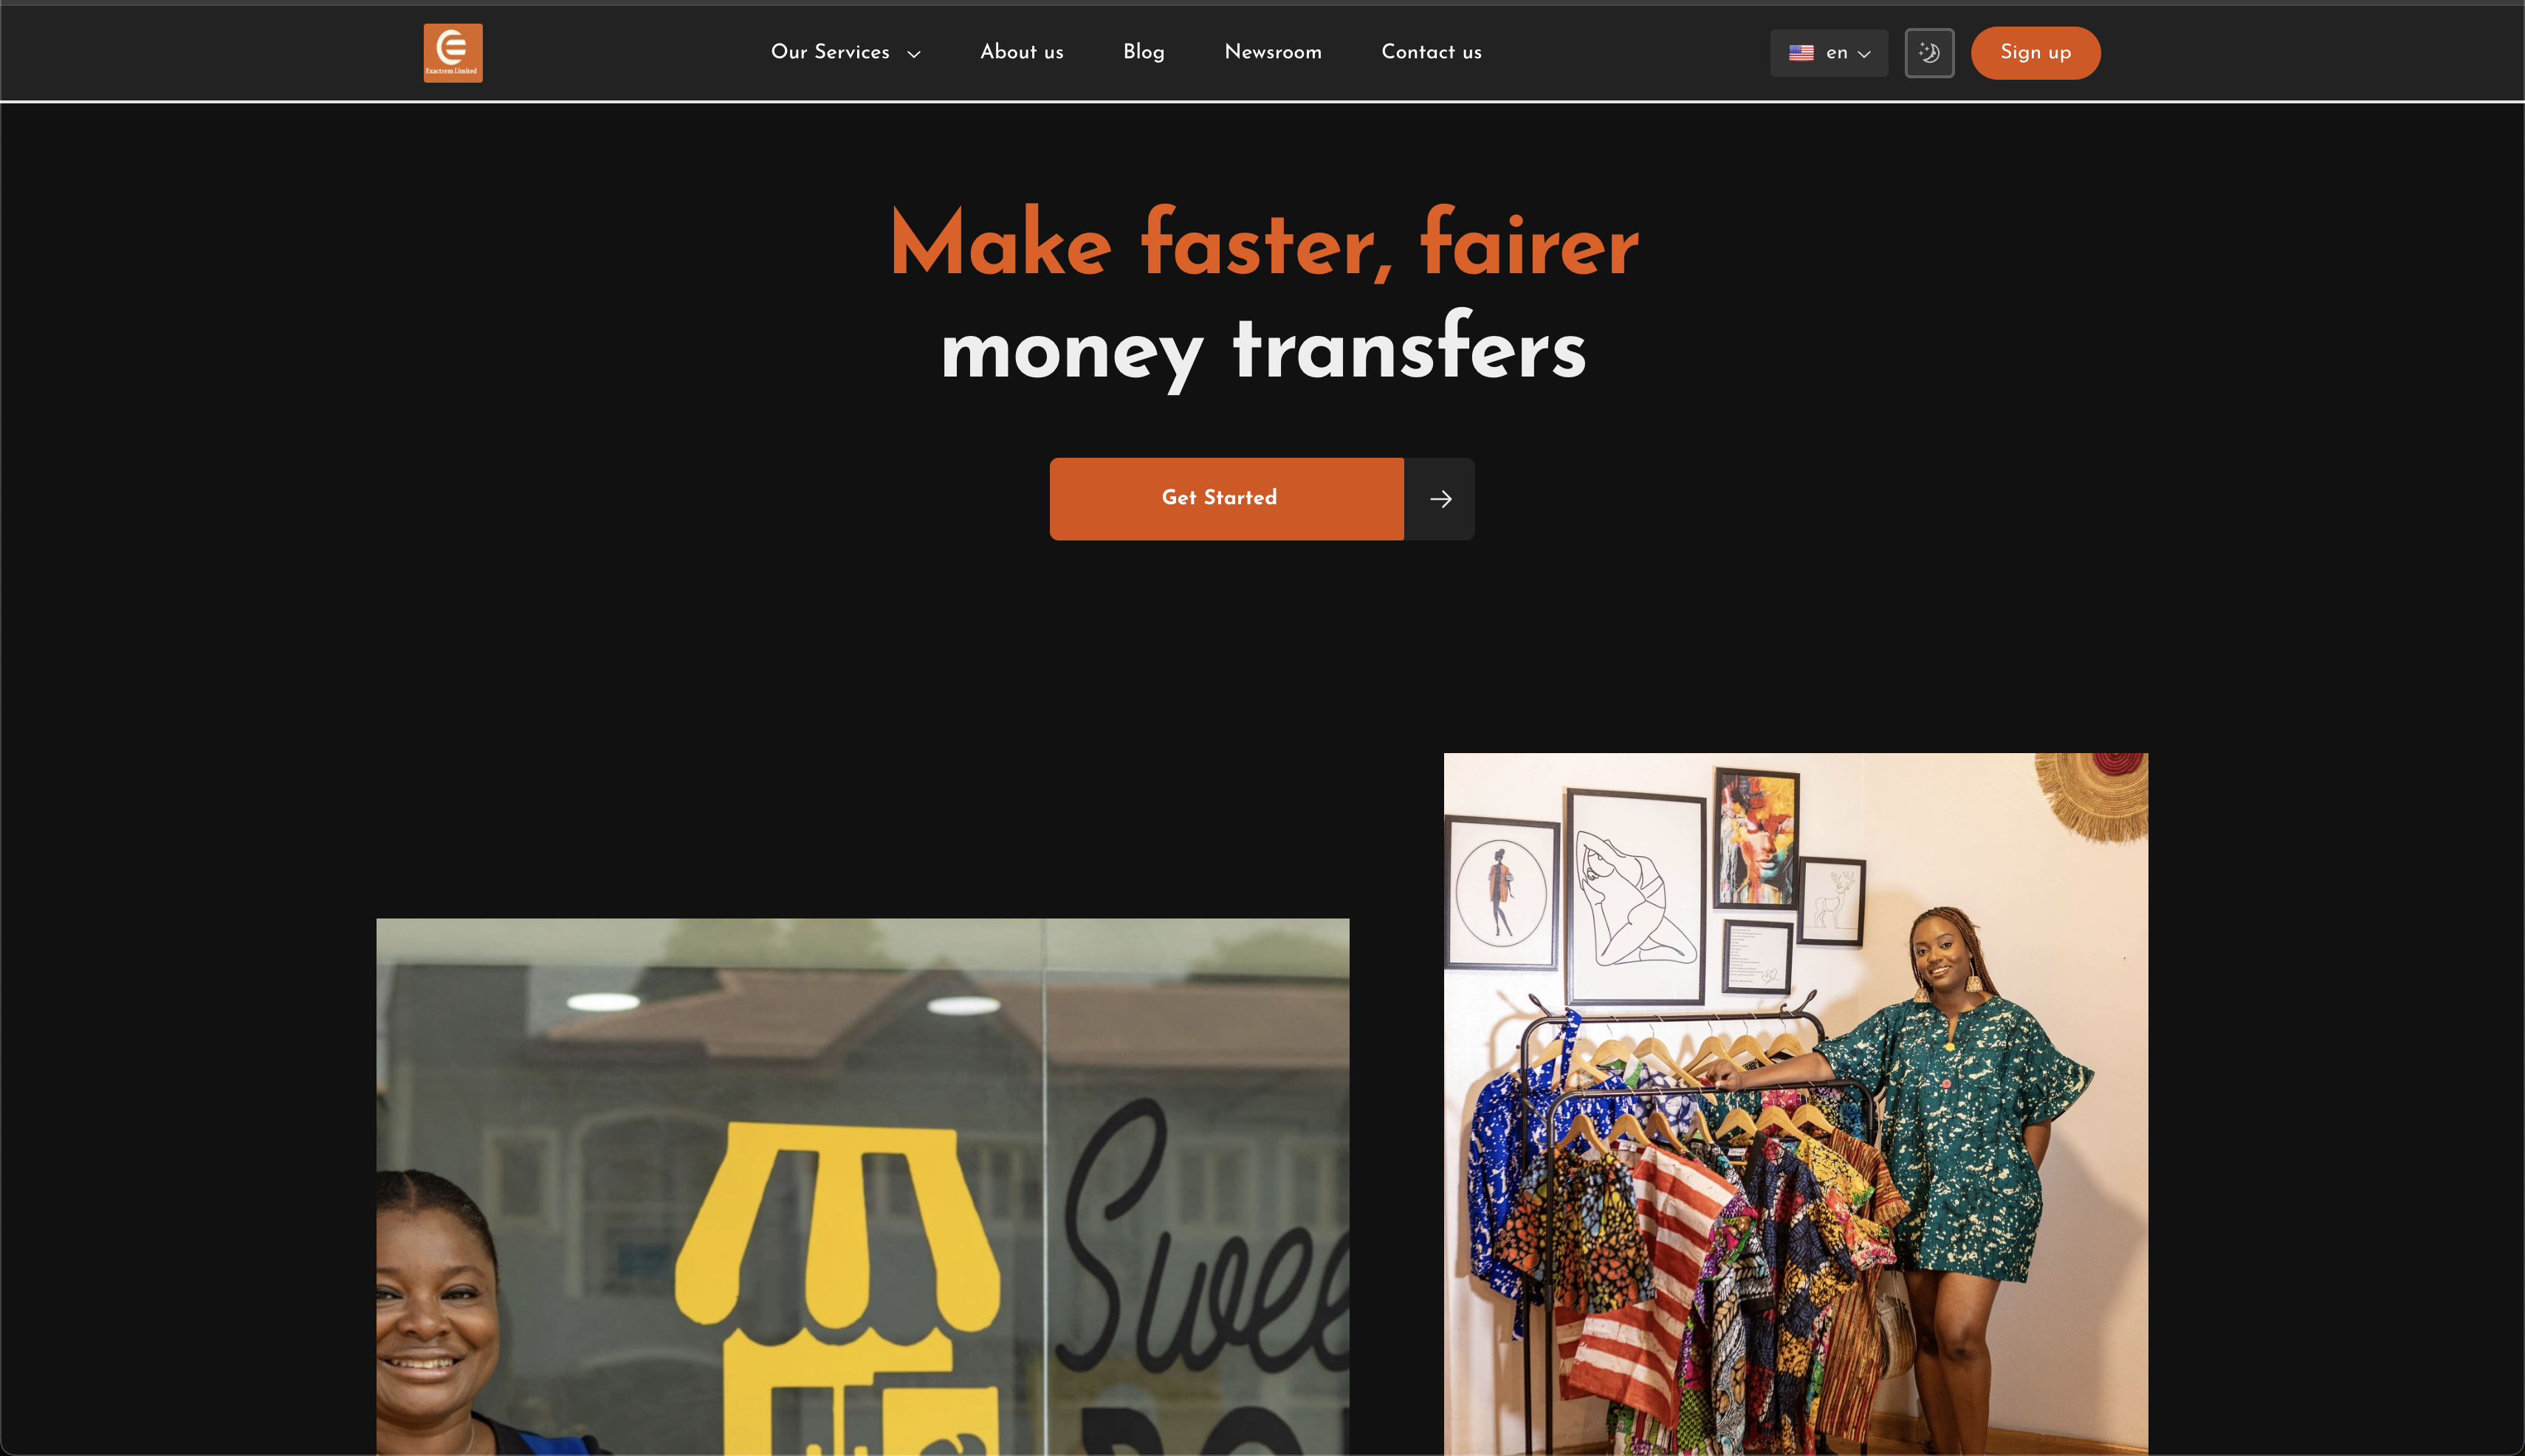 Exactrem Limited
Our Services
About us
Blog
Newsroom
Contact us
en
Sign up
Make faster, fairer
money transfers
Get Started
Swee